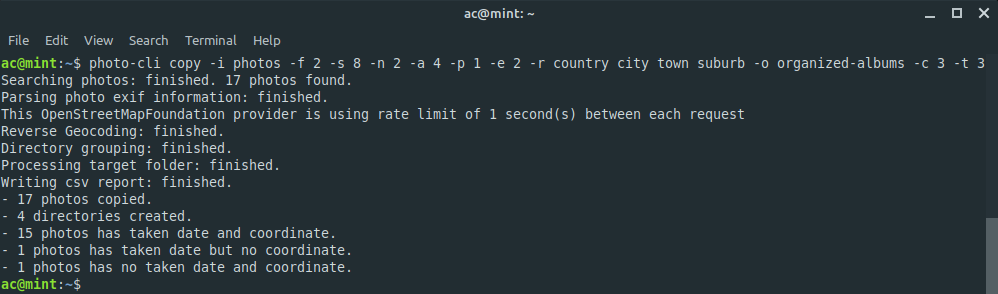 ac@mint: ~
File Edit View Search Terminal Help
ac@mint:~$ photo-cli copy -i photos -f 2 -s 8 -n 2 -a 4 -p 1 -e 2 -r country city town suburb -o organized-albums -c 3 -t 3
Searching photos: finished. 17 photos found.
Parsing photo exif information: finished.
This OpenStreetMapFoundation provider is using rate limit of 1 second(s) between each request
Reverse Geocoding: finished.
Directory grouping: finished.
Processing target folder: finished.
Writing csv report: finished.
- 17 photos copied.
- 4 directories created.
- 15 photos has taken date and coordinate.
- 1 photos has taken date but no coordinate.
- 1 photos has no taken date and coordinate.
ac@mint:~$